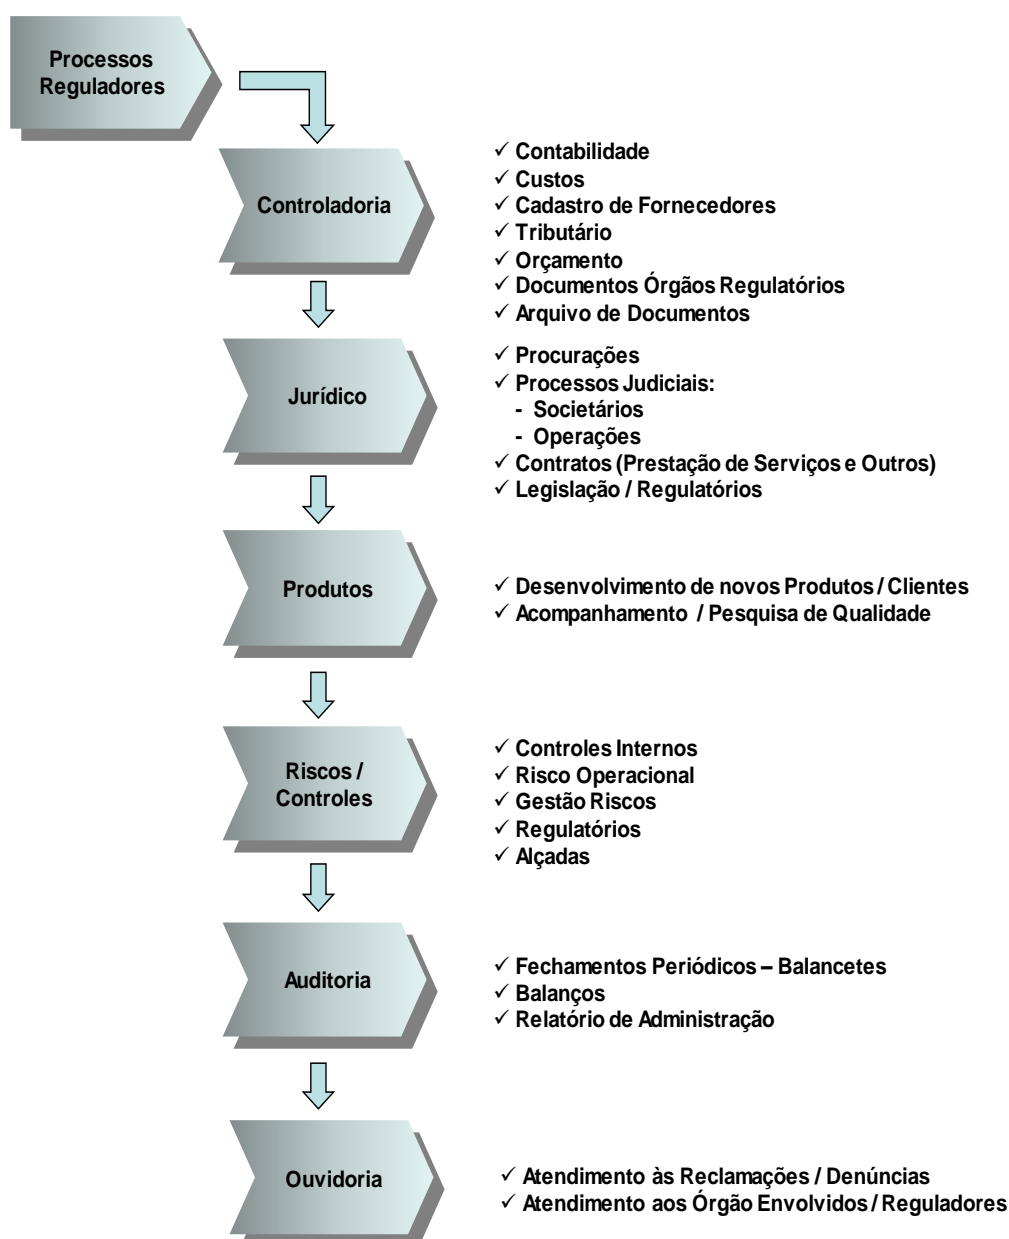 Processos
Reguladores
Controladoria
✓ Contabilidade
✓ Custos
✓ Cadastro de Fornecedores
✓ Tributário
✓ Orçamento
✓ Documentos Órgãos Regulatórios
✓ Arquivo de Documentos
Jurídico
✓ Procurações
✓ Processos Judiciais:
- Societários
- Operações
✓ Contratos (Prestação de Serviços e Outros)
✓ Legislação / Regulatórios
Produtos
✓ Desenvolvimento de novos Produtos / Clientes
✓ Acompanhamento / Pesquisa de Qualidade
Riscos /
Controles
✓ Controles Internos
✓ Risco Operacional
✓ Gestão Riscos
✓ Regulatórios
✓ Alçadas
Auditoria
✓ Fechamentos Periódicos – Balancetes
✓ Balanços
✓ Relatório de Administração
Ouvidoria
✓ Atendimento às Reclamações / Denúncias
✓ Atendimento aos Órgão Envolvidos / Reguladores